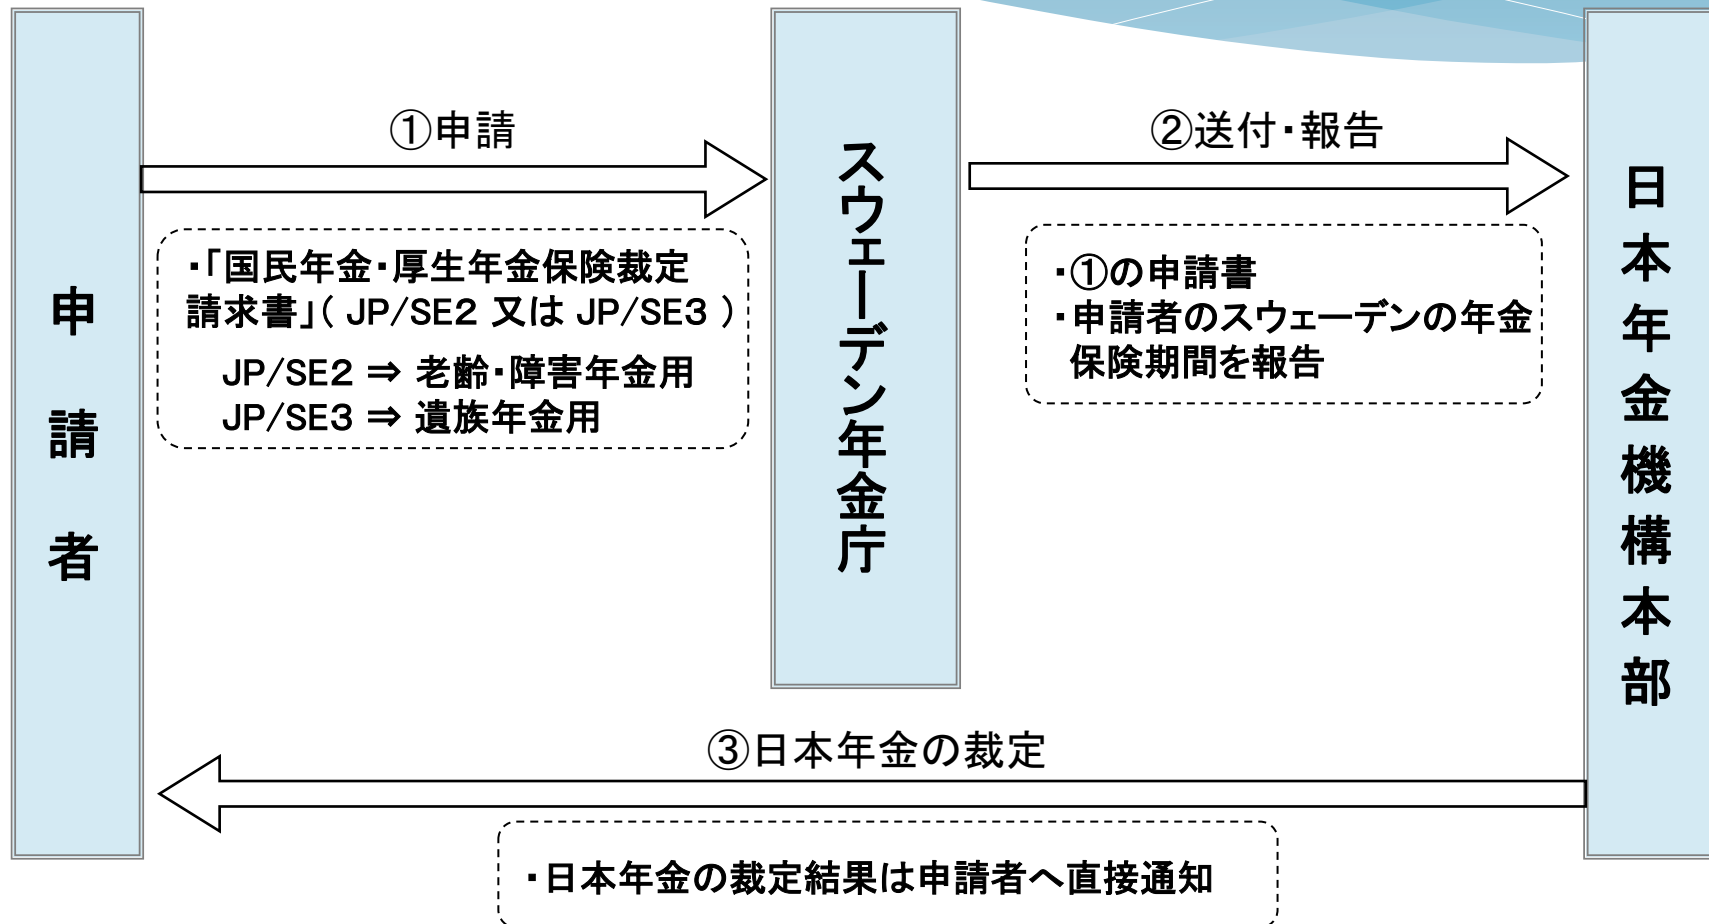 申請者
①申請
・「国民年金・厚生年金保険裁定
請求書」( JP/SE2 又は JP/SE3 )
JP/SE2 ⇒ 老齢・障害年金用
JP/SE3 ⇒ 遺族年金用
スウェーデン年金庁
②送付・報告
・①の申請書
・申請者のスウェーデンの年金
保険期間を報告
日本年金機構本部
③日本年金の裁定
・日本年金の裁定結果は申請者へ直接通知